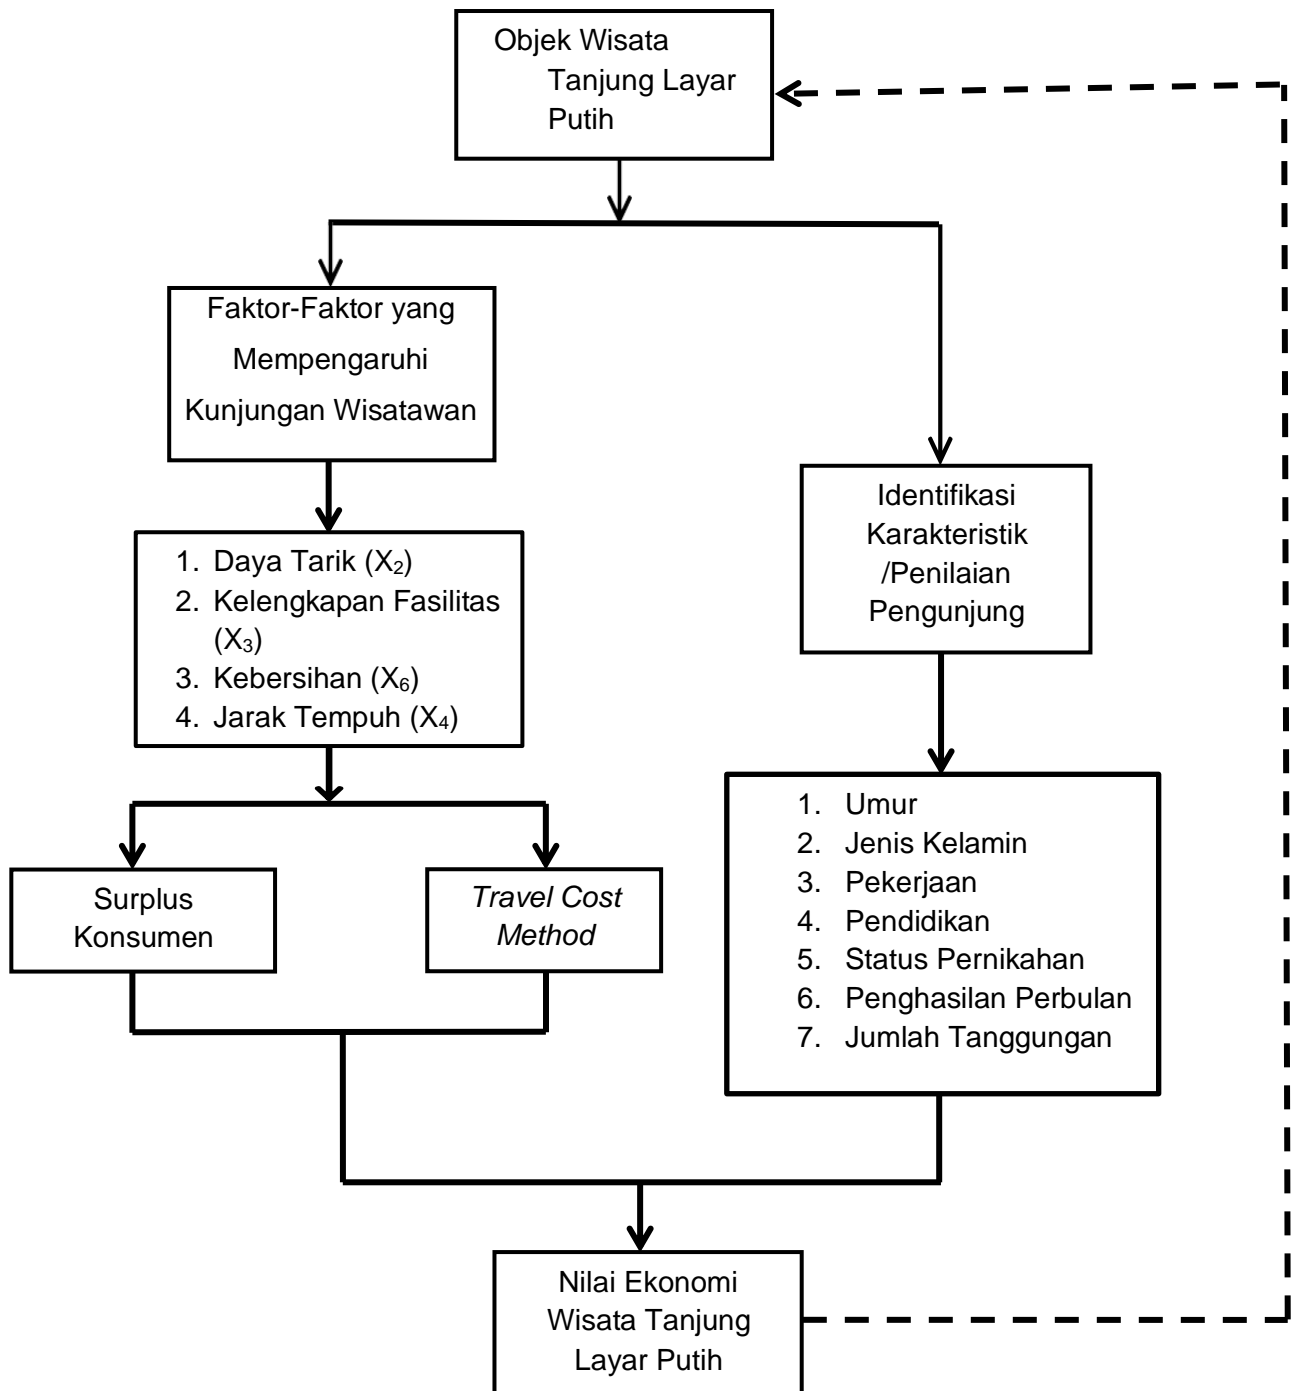 Objek Wisata
Tanjung Layar
Putih
Faktor-Faktor yang
Mempengaruhi
Kunjungan Wisatawan
Identifikasi
Karakteristik
/Penilaian
Pengunjung
1. Daya Tarik (X₂)
2. Kelengkapan Fasilitas
(X₃)
3. Kebersihan (X₆)
4. Jarak Tempuh (X₄)
1. Umur
2. Jenis Kelamin
3. Pekerjaan
4. Pendidikan
5. Status Pernikahan
6. Penghasilan Perbulan
7. Jumlah Tanggungan
Surplus
Konsumen
Travel Cost
Method
Nilai Ekonomi
Wisata Tanjung
Layar Putih